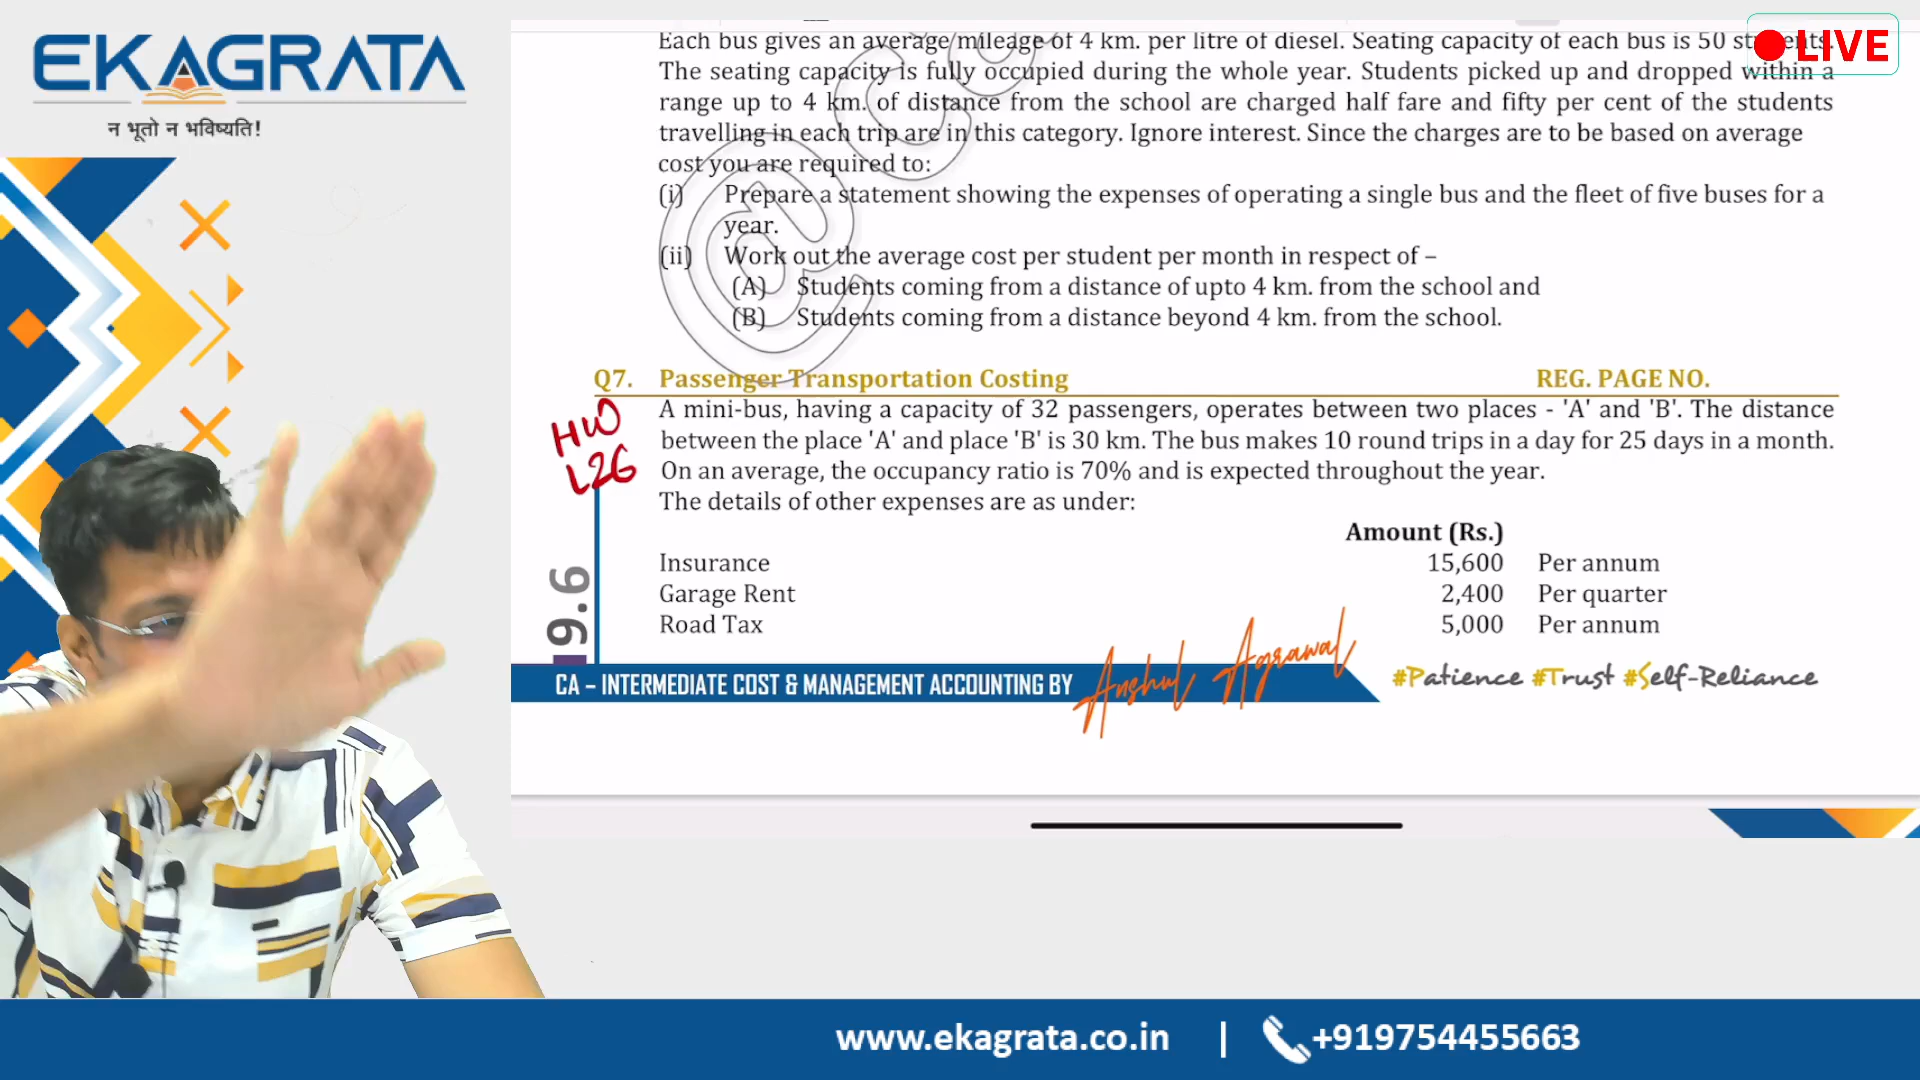 EKAGRATA
न भूतो न भविष्यति!
LIVE
Each bus gives an average mileage of 4 km. per litre of diesel. Seating capacity of each bus is 50 students.
The seating capacity is fully occupied during the whole year. Students picked up and dropped within a
range up to 4 km. of distance from the school are charged half fare and fifty per cent of the students
travelling in each trip are in this category. Ignore interest. Since the charges are to be based on average
cost you are required to:
(i) Prepare a statement showing the expenses of operating a single bus and the fleet of five buses for a
year.
(ii) Work out the average cost per student per month in respect of –
(A) Students coming from a distance of upto 4 km. from the school and
(B) Students coming from a distance beyond 4 km. from the school.
Q7. Passenger Transportation Costing REG. PAGE NO.
HW
L26
A mini-bus, having a capacity of 32 passengers, operates between two places - 'A' and 'B'. The distance
between the place 'A' and place 'B' is 30 km. The bus makes 10 round trips in a day for 25 days in a month.
On an average, the occupancy ratio is 70% and is expected throughout the year.
The details of other expenses are as under:
Amount (Rs.)
Insurance 15,600 Per annum
Garage Rent 2,400 Per quarter
Road Tax 5,000 Per annum
9.6
CA – INTERMEDIATE COST & MANAGEMENT ACCOUNTING BY Anshul Agrawal
#Patience #Trust #Self-Reliance
www.ekagrata.co.in | +919754455663